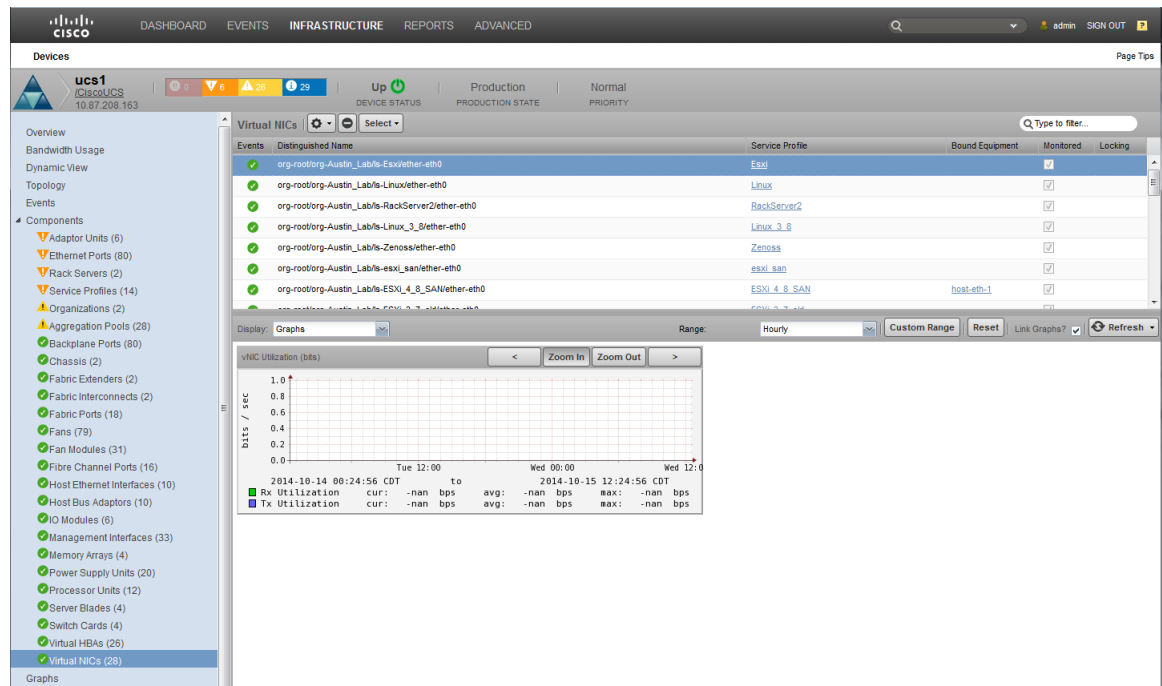 CISCO DASHBOARD EVENTS INFRASTRUCTURE REPORTS ADVANCED admin SIGN OUT ?
Devices Page Tips
ucs1
/CiscoUCS
10.87.208.163
0 6 26 29
Up Production Normal
DEVICE STATUS PRODUCTION STATE PRIORITY
Overview
Bandwidth Usage
Dynamic View
Topology
Events
Components
Adaptor Units (6)
Ethernet Ports (80)
Rack Servers (2)
Service Profiles (14)
Organizations (2)
Aggregation Pools (28)
Backplane Ports (80)
Chassis (2)
Fabric Extenders (2)
Fabric Interconnects (2)
Fabric Ports (18)
Fans (79)
Fan Modules (31)
Fibre Channel Ports (16)
Host Ethernet Interfaces (10)
Host Bus Adaptors (10)
IO Modules (6)
Management Interfaces (33)
Memory Arrays (4)
Power Supply Units (20)
Processor Units (12)
Server Blades (4)
Switch Cards (4)
Virtual HBAs (26)
Virtual NICs (28)
Graphs
Virtual NICs Select Type to filter...
Events Distinguished Name Service Profile Bound Equipment Monitored Locking
org-root/org-Austin_Lab/ls-Esxi/ether-eth0 Esxi
org-root/org-Austin_Lab/ls-Linux/ether-eth0 Linux
org-root/org-Austin_Lab/ls-RackServer2/ether-eth0 RackServer2
org-root/org-Austin_Lab/ls-Linux_3_8/ether-eth0 Linux_3_8
org-root/org-Austin_Lab/ls-Zenoss/ether-eth0 Zenoss
org-root/org-Austin_Lab/ls-esxi_san/ether-eth0 esxi_san
org-root/org-Austin_Lab/ls-ESXi_4_8_SAN/ether-eth0 ESXi_4_8_SAN host-eth-1
Display: Graphs Range: Hourly Custom Range Reset Link Graphs? Refresh
vNIC Utilization (bits) < Zoom In Zoom Out >
bits / sec
1.0
0.8
0.6
0.4
0.2
0.0
Tue 12:00 Wed 00:00 Wed 12:0
2014-10-14 00:24:56 CDT to 2014-10-15 12:24:56 CDT
Rx Utilization cur: -nan bps avg: -nan bps max: -nan bps
Tx Utilization cur: -nan bps avg: -nan bps max: -nan bps